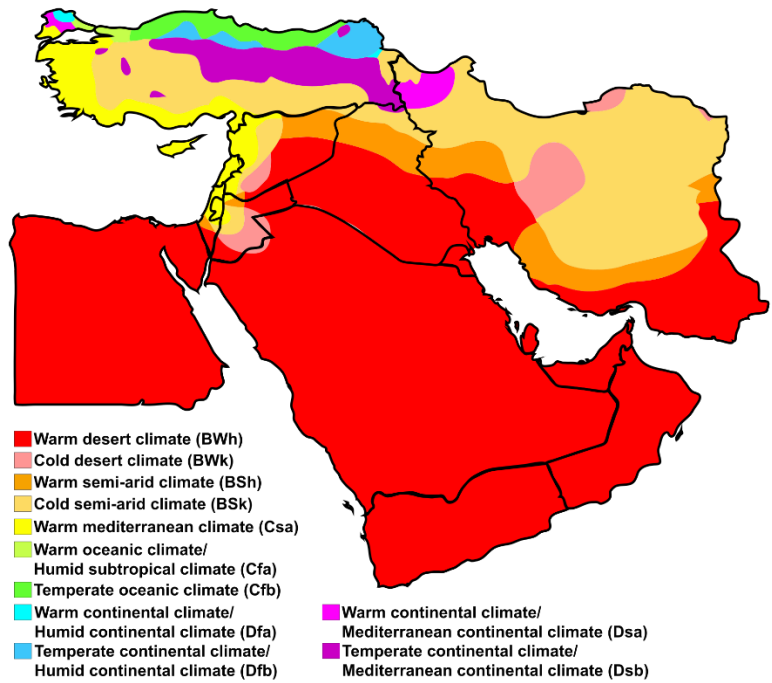 Warm desert climate (BWh)
Cold desert climate (BWk)
Warm semi-arid climate (BSh)
Cold semi-arid climate (BSk)
Warm mediterranean climate (Csa)
Warm oceanic climate/
Humid subtropical climate (Cfa)
Temperate oceanic climate (Cfb)
Warm continental climate/
Humid continental climate (Dfa)
Temperate continental climate/
Humid continental climate (Dfb)
Warm continental climate/
Mediterranean continental climate (Dsa)
Temperate continental climate/
Mediterranean continental climate (Dsb)